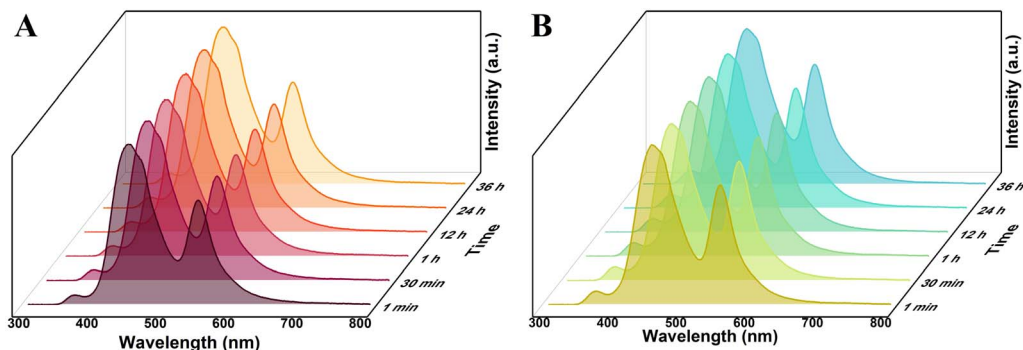 A
Intensity (a.u.)
36 h
24 h
12 h
1 h
30 min
1 min
Time
300 400 500 600 700 800
Wavelength (nm)
B
Intensity (a.u.)
36 h
24 h
12 h
1 h
30 min
1 min
Time
300 400 500 600 700 800
Wavelength (nm)